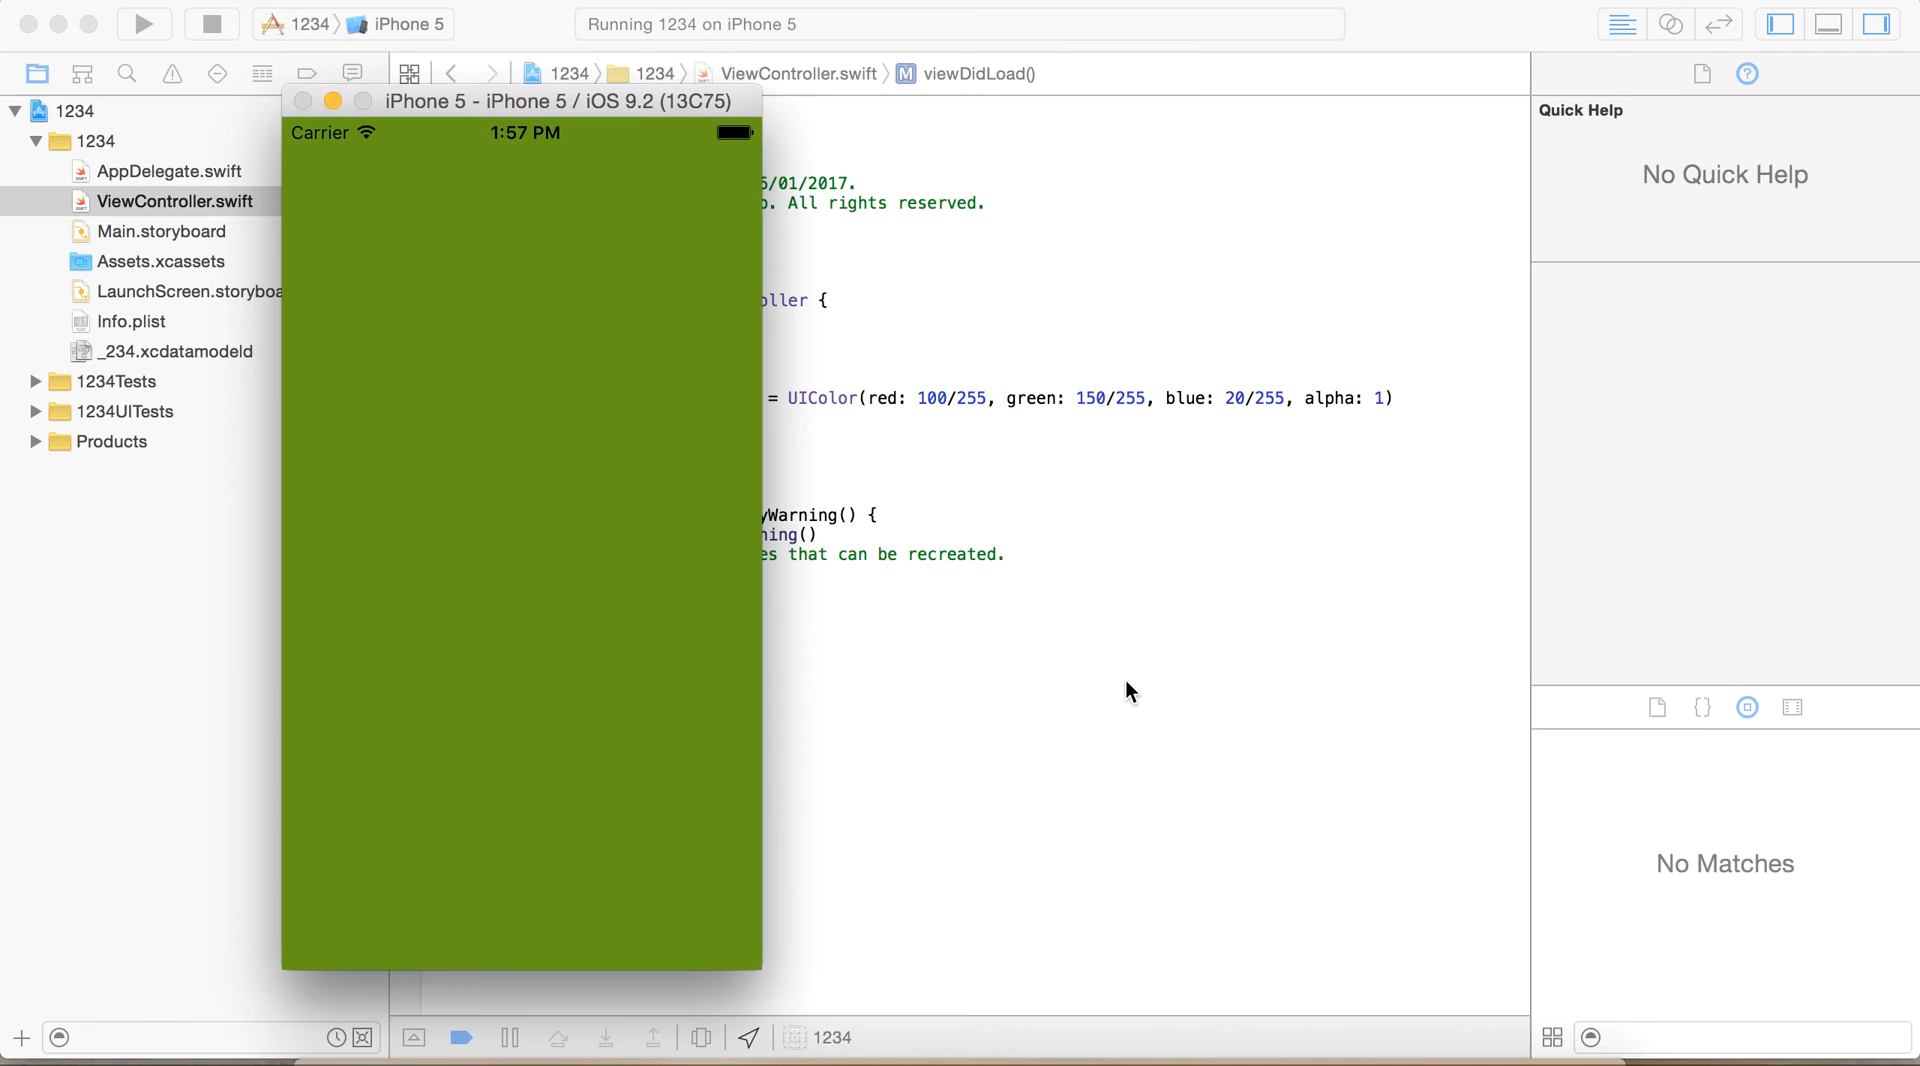 1234 iPhone 5
Running 1234 on iPhone 5
1234 1234 ViewController.swift M viewDidLoad()
iPhone 5 - iPhone 5 / iOS 9.2 (13C75)
Carrier 1:57 PM
1234
1234
AppDelegate.swift
ViewController.swift
Main.storyboard
Assets.xcassets
LaunchScreen.storyboa
Info.plist
_234.xcdatamodeld
1234Tests
1234UITests
Products
/01/2017.
. All rights reserved.
oller {
= UIColor(red: 100/255, green: 150/255, blue: 20/255, alpha: 1)
yWarning() {
ning()
es that can be recreated.
Quick Help
No Quick Help
{}
No Matches
1234